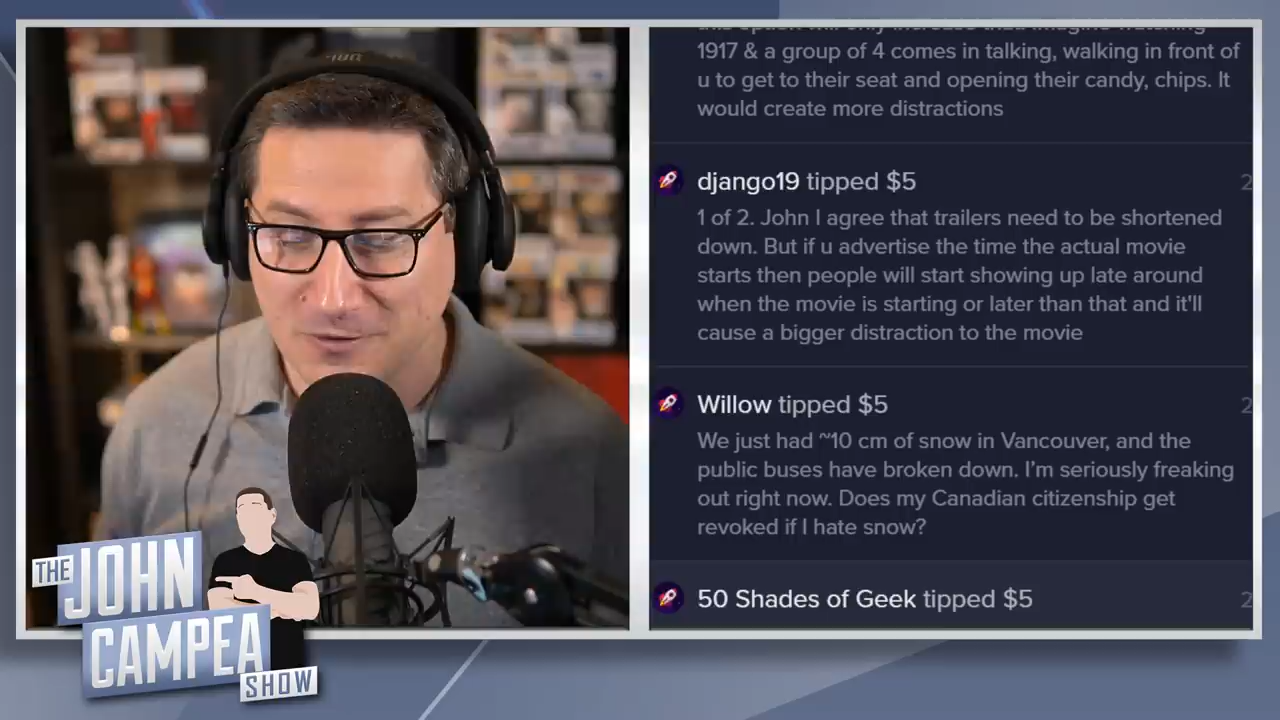 1917 & a group of 4 comes in talking, walking in front of
u to get to their seat and opening their candy, chips. It
would create more distractions
django19 tipped $5
2
1 of 2. John I agree that trailers need to be shortened
down. But if u advertise the time the actual movie
starts then people will start showing up late around
when the movie is starting or later than that and it'll
cause a bigger distraction to the movie
Willow tipped $5
2
We just had ~10 cm of snow in Vancouver, and the
public buses have broken down. I'm seriously freaking
out right now. Does my Canadian citizenship get
revoked if I hate snow?
50 Shades of Geek tipped $5
2
THE
JOHN
CAMPEA
SHOW